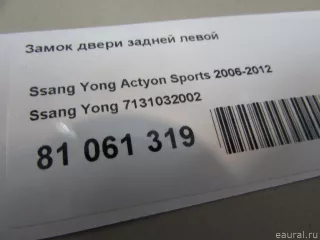 Замок двери задней левой
Ssang Yong Actyon Sports 2006-2012
Ssang Yong 7131032002
81 061 319
eaural.ru